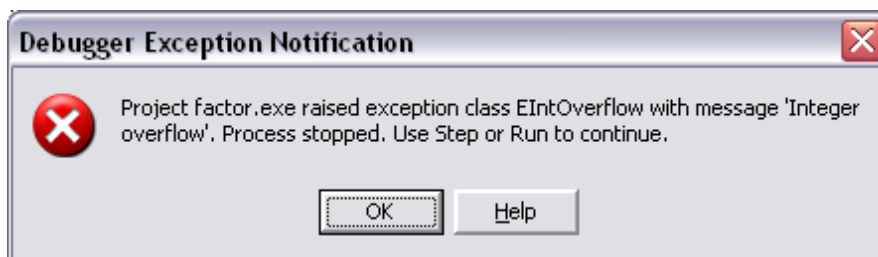 Debugger Exception Notification
Project factor.exe raised exception class EIntOverflow with message 'Integer
overflow'. Process stopped. Use Step or Run to continue.
OK
Help